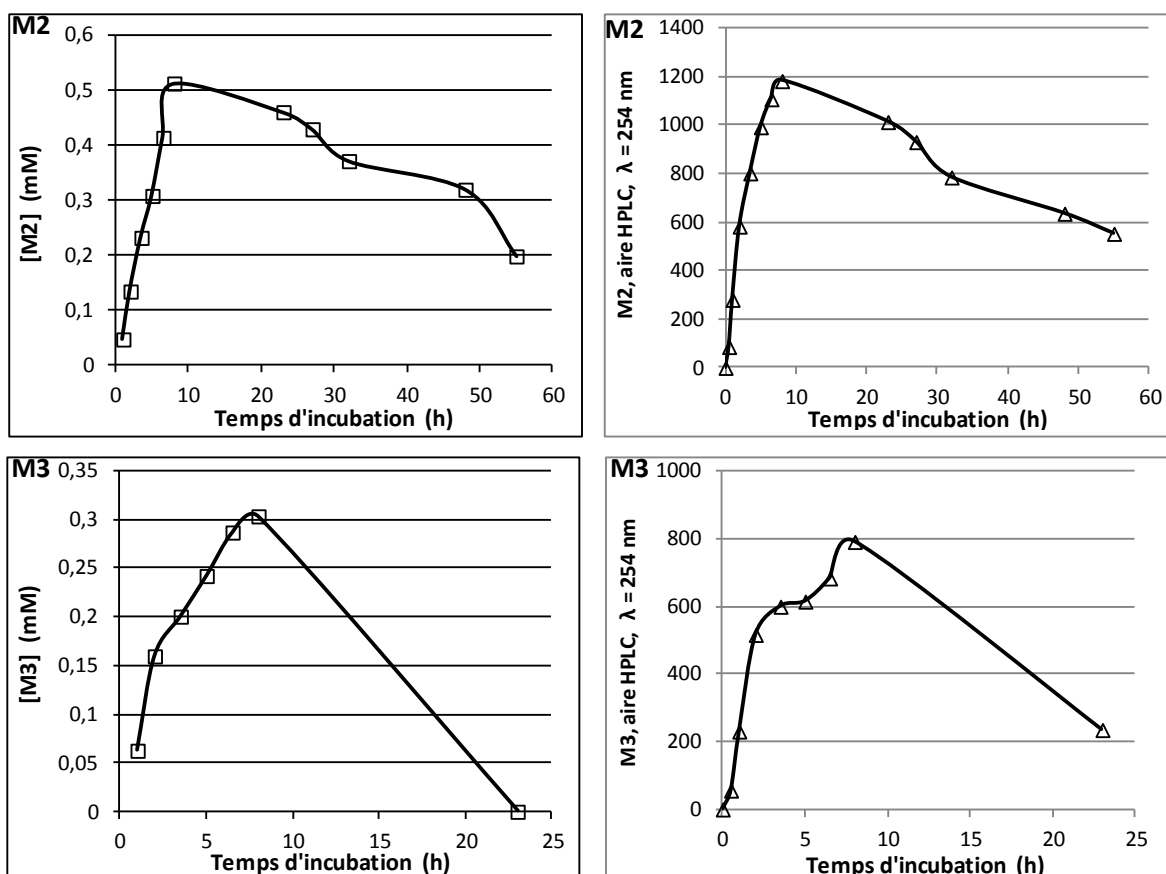 M2
0,6
0,5
0,4
0,3
0,2
0,1
0
[M2] (mM)
0 10 20 30 40 50 60
Temps d'incubation (h)
M2
1400
1200
1000
800
600
400
200
0
M2, aire HPLC, λ = 254 nm
0 10 20 30 40 50 60
Temps d'incubation (h)
M3
0,35
0,3
0,25
0,2
0,15
0,1
0,05
0
[M3] (mM)
0 5 10 15 20 25
Temps d'incubation (h)
M3
1000
800
600
400
200
0
M3, aire HPLC, λ = 254 nm
0 5 10 15 20 25
Temps d'incubation (h)